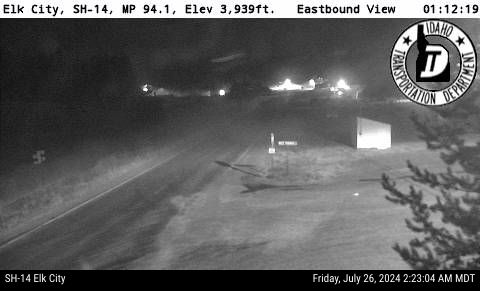 Elk City, SH-14, MP 94.1, Elev 3,939ft. Eastbound View 01:12:19
IDAHO
TRANSPORTATION DEPARTMENT
SH-14 Elk City Friday, July 26, 2024 2:23:04 AM MDT